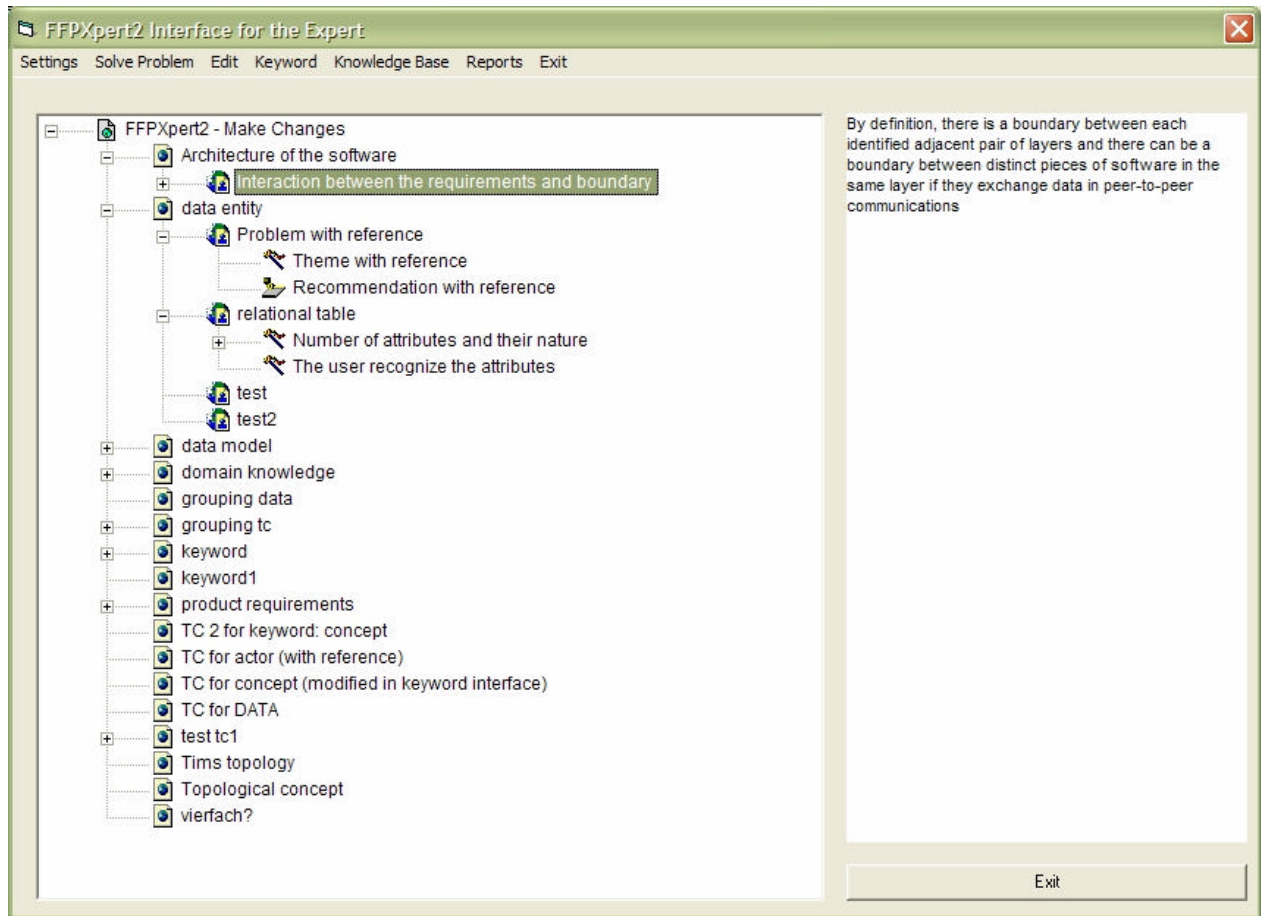 FFPXpert2 Interface for the Expert
Settings Solve Problem Edit Keyword Knowledge Base Reports Exit
FFPXpert2 - Make Changes
Architecture of the software
Interaction between the requirements and boundary
data entity
Problem with reference
Theme with reference
Recommendation with reference
relational table
Number of attributes and their nature
The user recognize the attributes
test
test2
data model
domain knowledge
grouping data
grouping tc
keyword
keyword1
product requirements
TC 2 for keyword: concept
TC for actor (with reference)
TC for concept (modified in keyword interface)
TC for DATA
test tc1
Tims topology
Topological concept
vierfach?
By definition, there is a boundary between each
identified adjacent pair of layers and there can be a
boundary between distinct pieces of software in the
same layer if they exchange data in peer-to-peer
communications
Exit